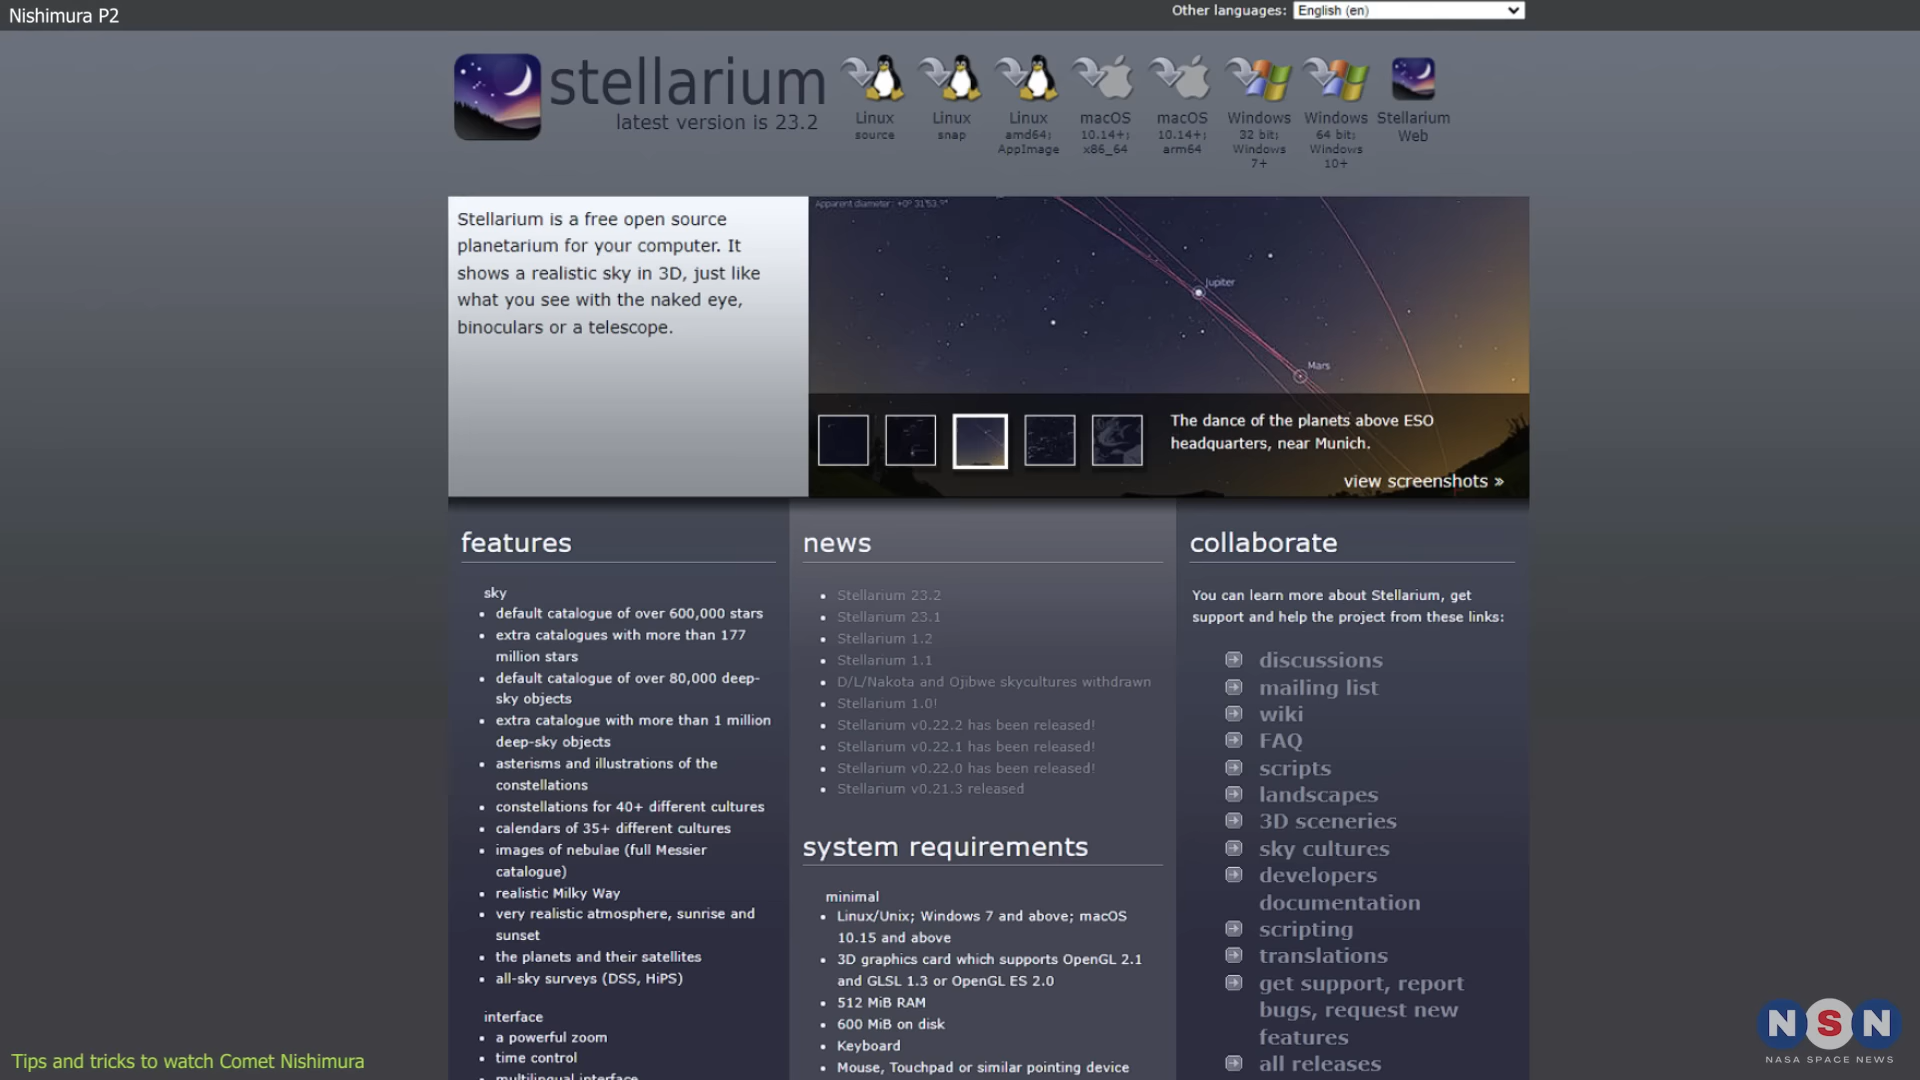 Nishimura P2
Other languages: English (en)
stellarium
latest version is 23.2
Linux
source
Linux
snap
Linux
amd64;
AppImage
macOS
10.14+;
x86_64
macOS
10.14+;
arm64
Windows
32 bit;
Windows
7+
Windows
64 bit;
Windows
10+
Stellarium
Web
Stellarium is a free open source
planetarium for your computer. It
shows a realistic sky in 3D, just like
what you see with the naked eye,
binoculars or a telescope.
Apparent diameter: +0° 31'53.9"
Jupiter
Mars
The dance of the planets above ESO
headquarters, near Munich.
view screenshots »
features
sky
• default catalogue of over 600,000 stars
• extra catalogues with more than 177
million stars
• default catalogue of over 80,000 deep-
sky objects
• extra catalogue with more than 1 million
deep-sky objects
• asterisms and illustrations of the
constellations
• constellations for 40+ different cultures
• calendars of 35+ different cultures
• images of nebulae (full Messier
catalogue)
• realistic Milky Way
• very realistic atmosphere, sunrise and
sunset
• the planets and their satellites
• all-sky surveys (DSS, HiPS)
interface
• a powerful zoom
• time control
• multilingual interface
news
• Stellarium 23.2
• Stellarium 23.1
• Stellarium 1.2
• Stellarium 1.1
• D/L/Nakota and Ojibwe skycultures withdrawn
• Stellarium 1.0!
• Stellarium v0.22.2 has been released!
• Stellarium v0.22.1 has been released!
• Stellarium v0.22.0 has been released!
• Stellarium v0.21.3 released
system requirements
minimal
• Linux/Unix; Windows 7 and above; macOS
10.15 and above
• 3D graphics card which supports OpenGL 2.1
and GLSL 1.3 or OpenGL ES 2.0
• 512 MiB RAM
• 600 MiB on disk
• Keyboard
• Mouse, Touchpad or similar pointing device
collaborate
You can learn more about Stellarium, get
support and help the project from these links:
discussions
mailing list
wiki
FAQ
scripts
landscapes
3D sceneries
sky cultures
developers
documentation
scripting
translations
get support, report
bugs, request new
features
all releases
Tips and tricks to watch Comet Nishimura
NSN
NASA SPACE NEWS